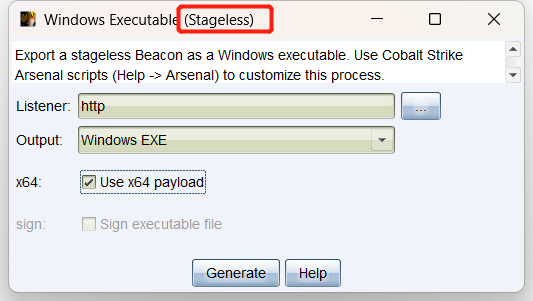 Windows Executable (Stageless)
Export a stageless Beacon as a Windows executable. Use Cobalt Strike
Arsenal scripts (Help -> Arsenal) to customize this process.
Listener: http ...
Output: Windows EXE
x64: Use x64 payload
sign: Sign executable file
Generate Help